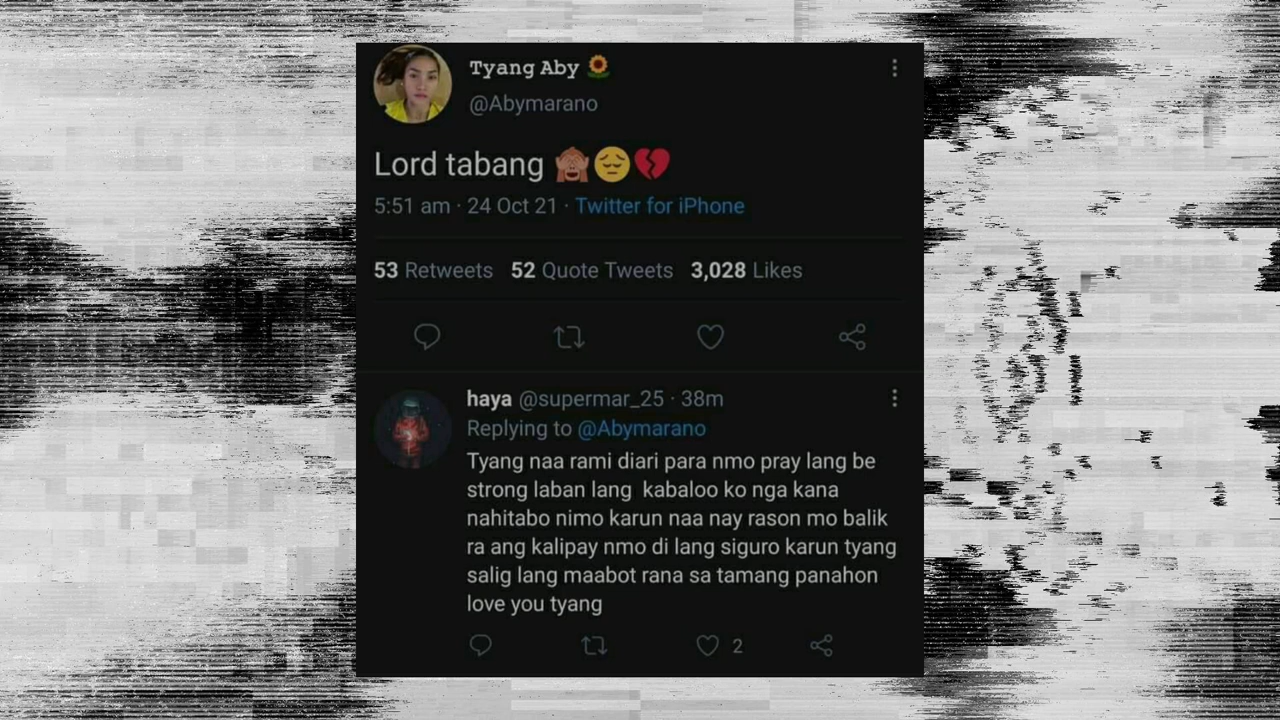 Tyang Aby 🌻
@Abymarano
Lord tabang 🙈😔💔
5:51 am · 24 Oct 21 · Twitter for iPhone
53 Retweets 52 Quote Tweets 3,028 Likes
haya @supermar_25 · 38m
Replying to @Abymarano
Tyang naa rami diari para nmo pray lang be
strong laban lang kabaloo ko nga kana
nahitabo nimo karun naa nay rason mo balik
ra ang kalipay nmo di lang siguro karun tyang
salig lang maabot rana sa tamang panahon
love you tyang
2